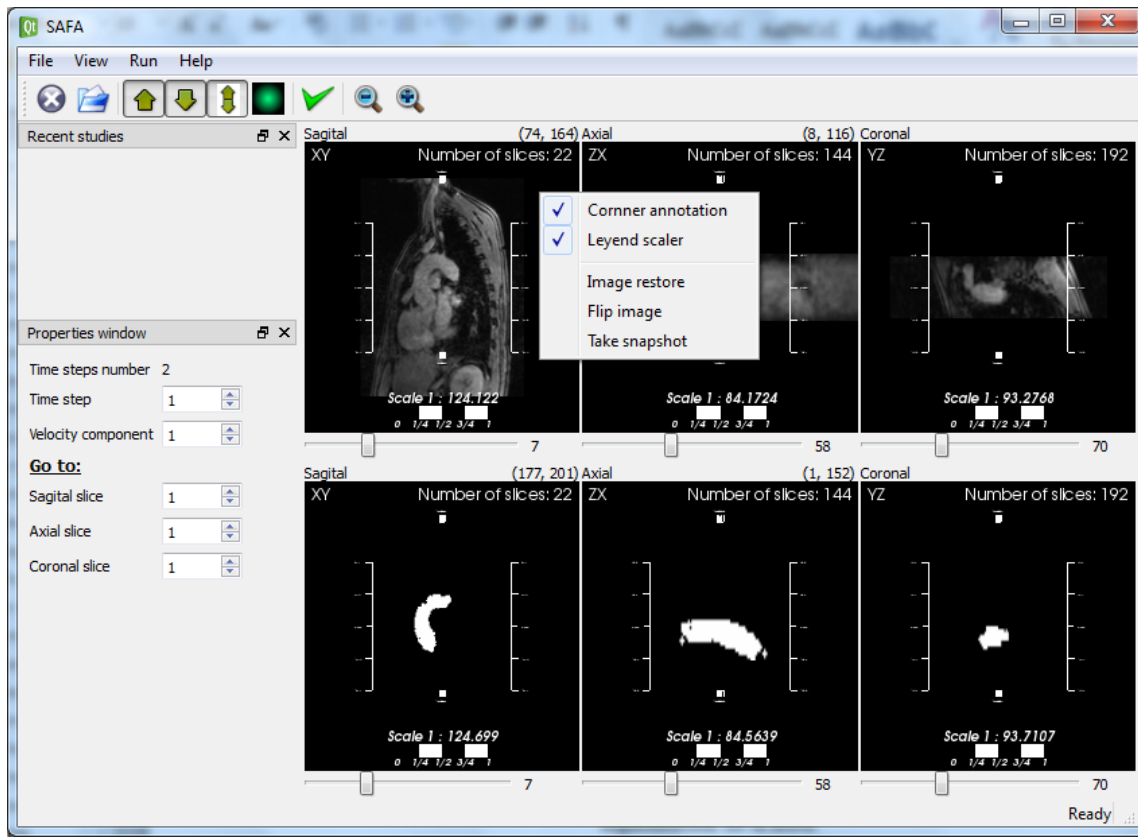 SAFA
File View Run Help
Recent studies
Properties window
Time steps number 2
Time step 1
Velocity component 1
Go to:
Sagital slice 1
Axial slice 1
Coronal slice 1
Sagital (74, 164) Axial (8, 116) Coronal
XY Number of slices: 22 ZX Number of slices: 144 YZ Number of slices: 192
Cornner annotation
Leyend scaler
Image restore
Flip image
Take snapshot
Scale 1 : 124.122 Scale 1 : 84.1724 Scale 1 : 93.2768
0 1/4 1/2 3/4 1 0 1/4 1/2 3/4 1 0 1/4 1/2 3/4 1
7 58 70
Sagital (177, 201) Axial (1, 152) Coronal
XY Number of slices: 22 ZX Number of slices: 144 YZ Number of slices: 192
Scale 1 : 124.699 Scale 1 : 84.5639 Scale 1 : 93.7107
0 1/4 1/2 3/4 1 0 1/4 1/2 3/4 1 0 1/4 1/2 3/4 1
7 58 70
Ready